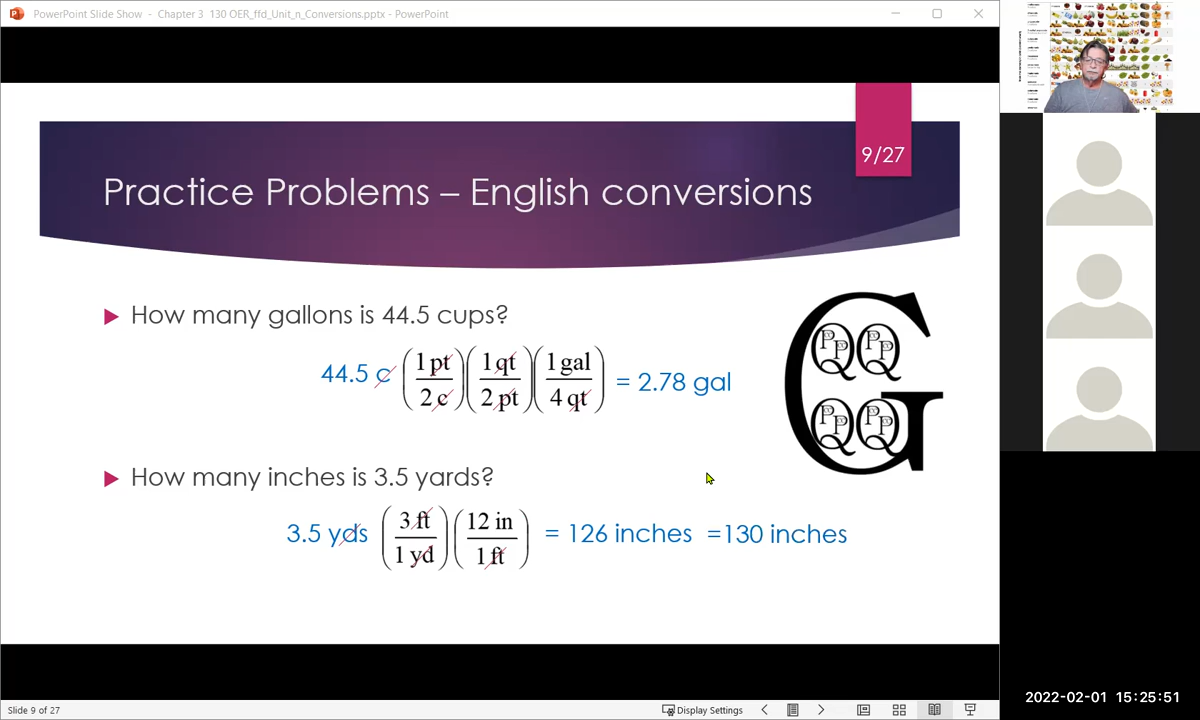 PowerPoint Slide Show - Chapter 3 130 OER_ffd_Unit_n_Conversions.pptx - PowerPoint
9/27
Practice Problems – English conversions
How many gallons is 44.5 cups?
44.5 c (1 pt / 2 c) (1 qt / 2 pt) (1 gal / 4 qt) = 2.78 gal
G
Q Q
P P P P
Q Q
P P P P
How many inches is 3.5 yards?
3.5 yds (3 ft / 1 yd) (12 in / 1 ft) = 126 inches =130 inches
2022-02-01 15:25:51
Slide 9 of 27
Display Settings